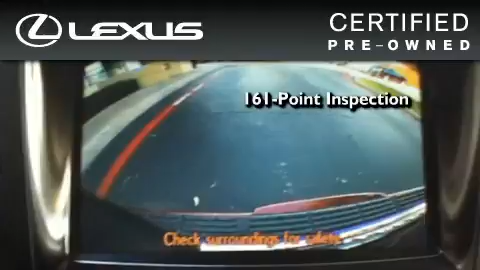 LEXUS
CERTIFIED
PRE-OWNED
161-Point Inspection
Check surroundings for safety